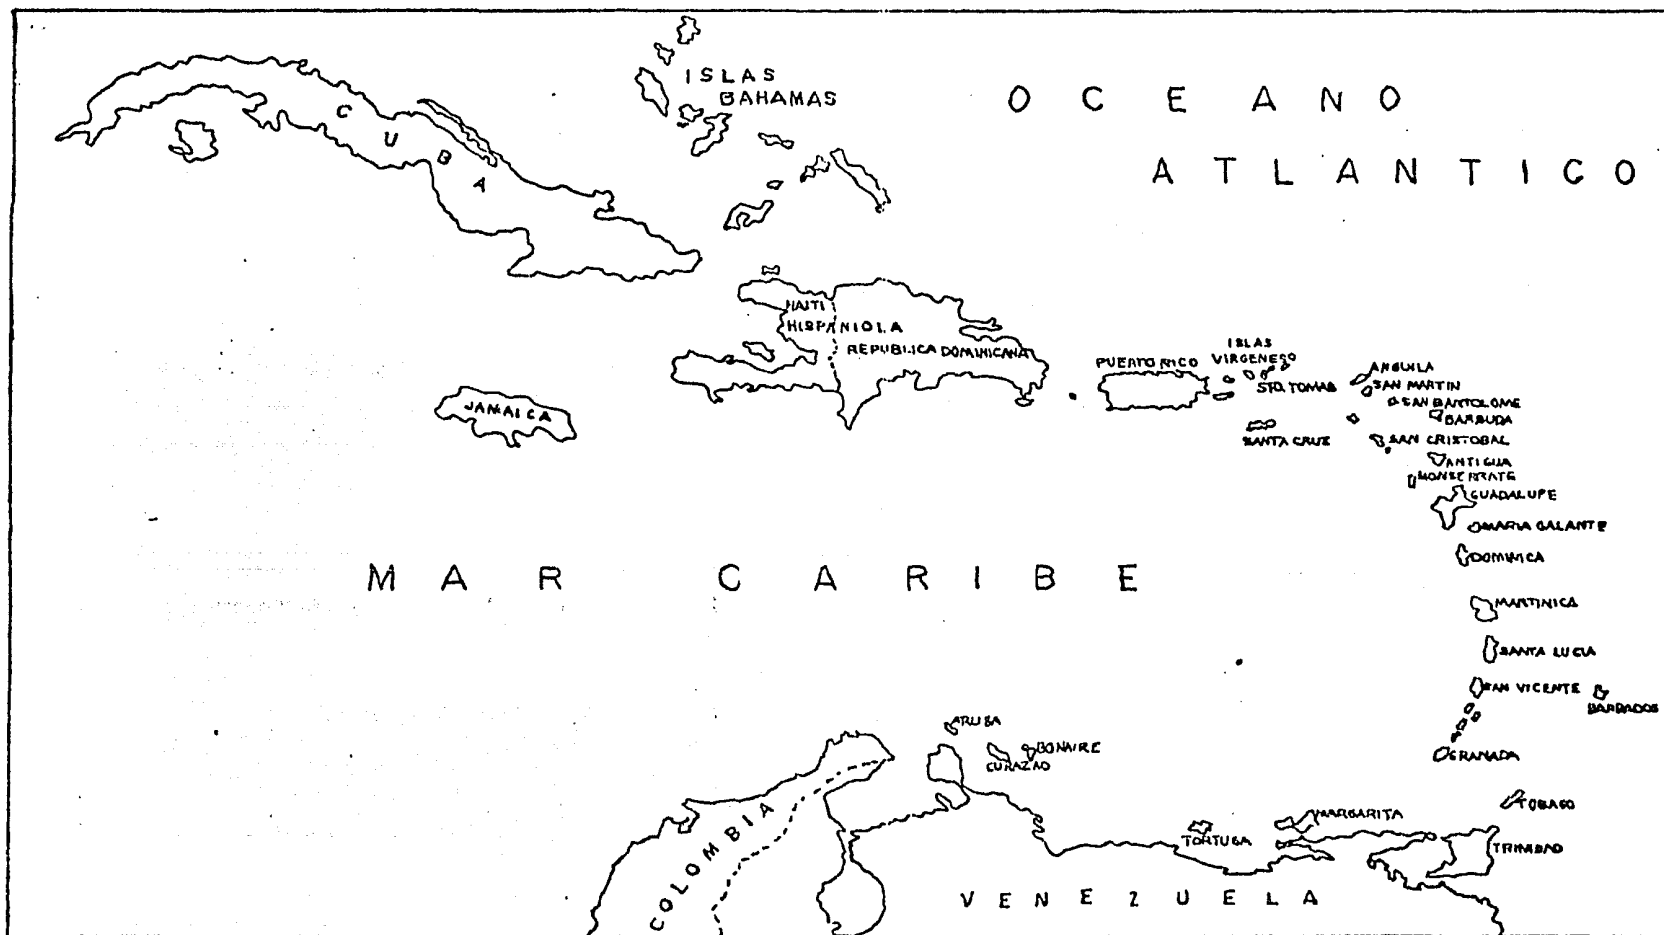 ISLAS
BAHAMAS
OCEANO
ATLANTICO
CUBA
HAITI
HISPANIOLA
REPUBLICA DOMINICANA
JAMAICA
PUERTO RICO
ISLAS
VIRGENES
STO. TOMAS
SANTA CRUZ
ANGUILA
SAN MARTIN
SAN BARTOLOME
BARBUDA
SAN CRISTOBAL
ANTIGUA
MONSERRATE
GUADALUPE
MARIA GALANTE
DOMINICA
MAR CARIBE
MARTINICA
SANTA LUCIA
SAN VICENTE
BARBADOS
GRANADA
ARUBA
BONAIRE
CURAZAO
TOBAGO
MARGARITA
TORTUGA
TRINIDAD
COLOMBIA
VENEZUELA